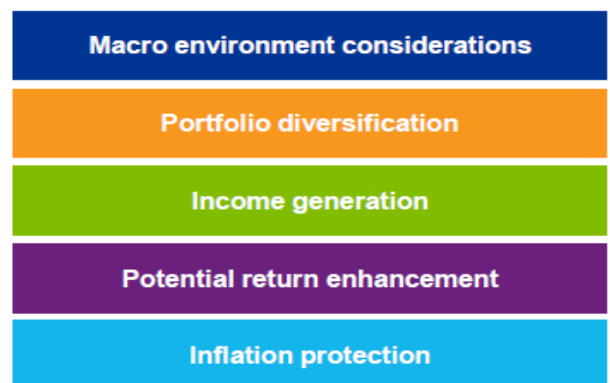 Macro environment considerations
Portfolio diversification
Income generation
Potential return enhancement
Inflation protection